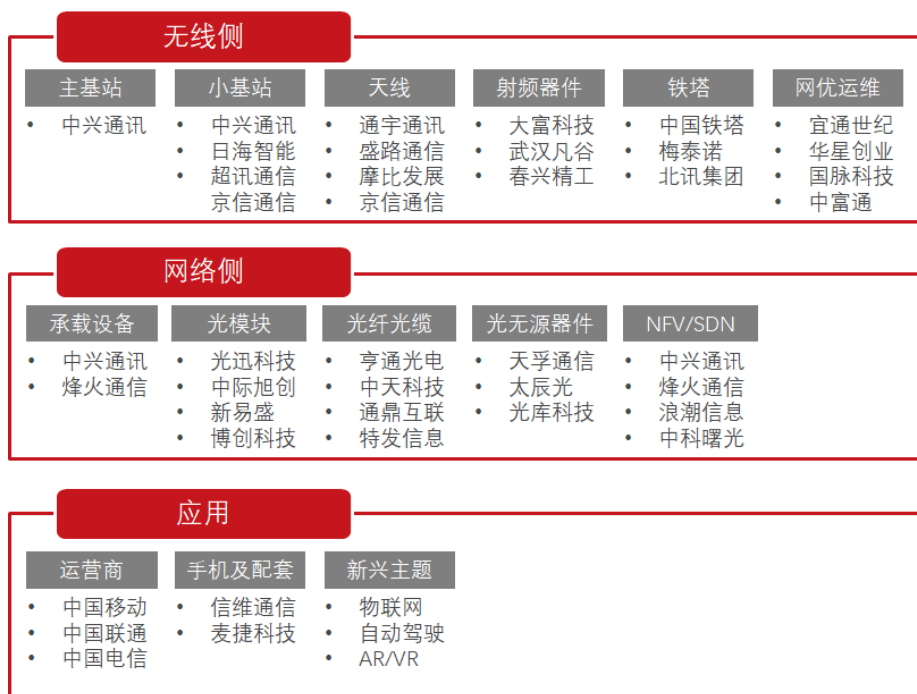 无线侧
主基站
• 中兴通讯
小基站
• 中兴通讯
• 日海智能
• 超讯通信
京信通信
天线
• 通宇通讯
• 盛路通信
• 摩比发展
• 京信通信
射频器件
• 大富科技
• 武汉凡谷
• 春兴精工
铁塔
• 中国铁塔
• 梅泰诺
• 北讯集团
网优运维
• 宜通世纪
• 华星创业
• 国脉科技
• 中富通
网络侧
承载设备
• 中兴通讯
• 烽火通信
光模块
• 光迅科技
• 中际旭创
• 新易盛
• 博创科技
光纤光缆
• 亨通光电
• 中天科技
• 通鼎互联
• 特发信息
光无源器件
• 天孚通信
• 太辰光
• 光库科技
NFV/SDN
• 中兴通讯
• 烽火通信
• 浪潮信息
• 中科曙光
应用
运营商
• 中国移动
• 中国联通
• 中国电信
手机及配套
• 信维通信
• 麦捷科技
新兴主题
• 物联网
• 自动驾驶
• AR/VR